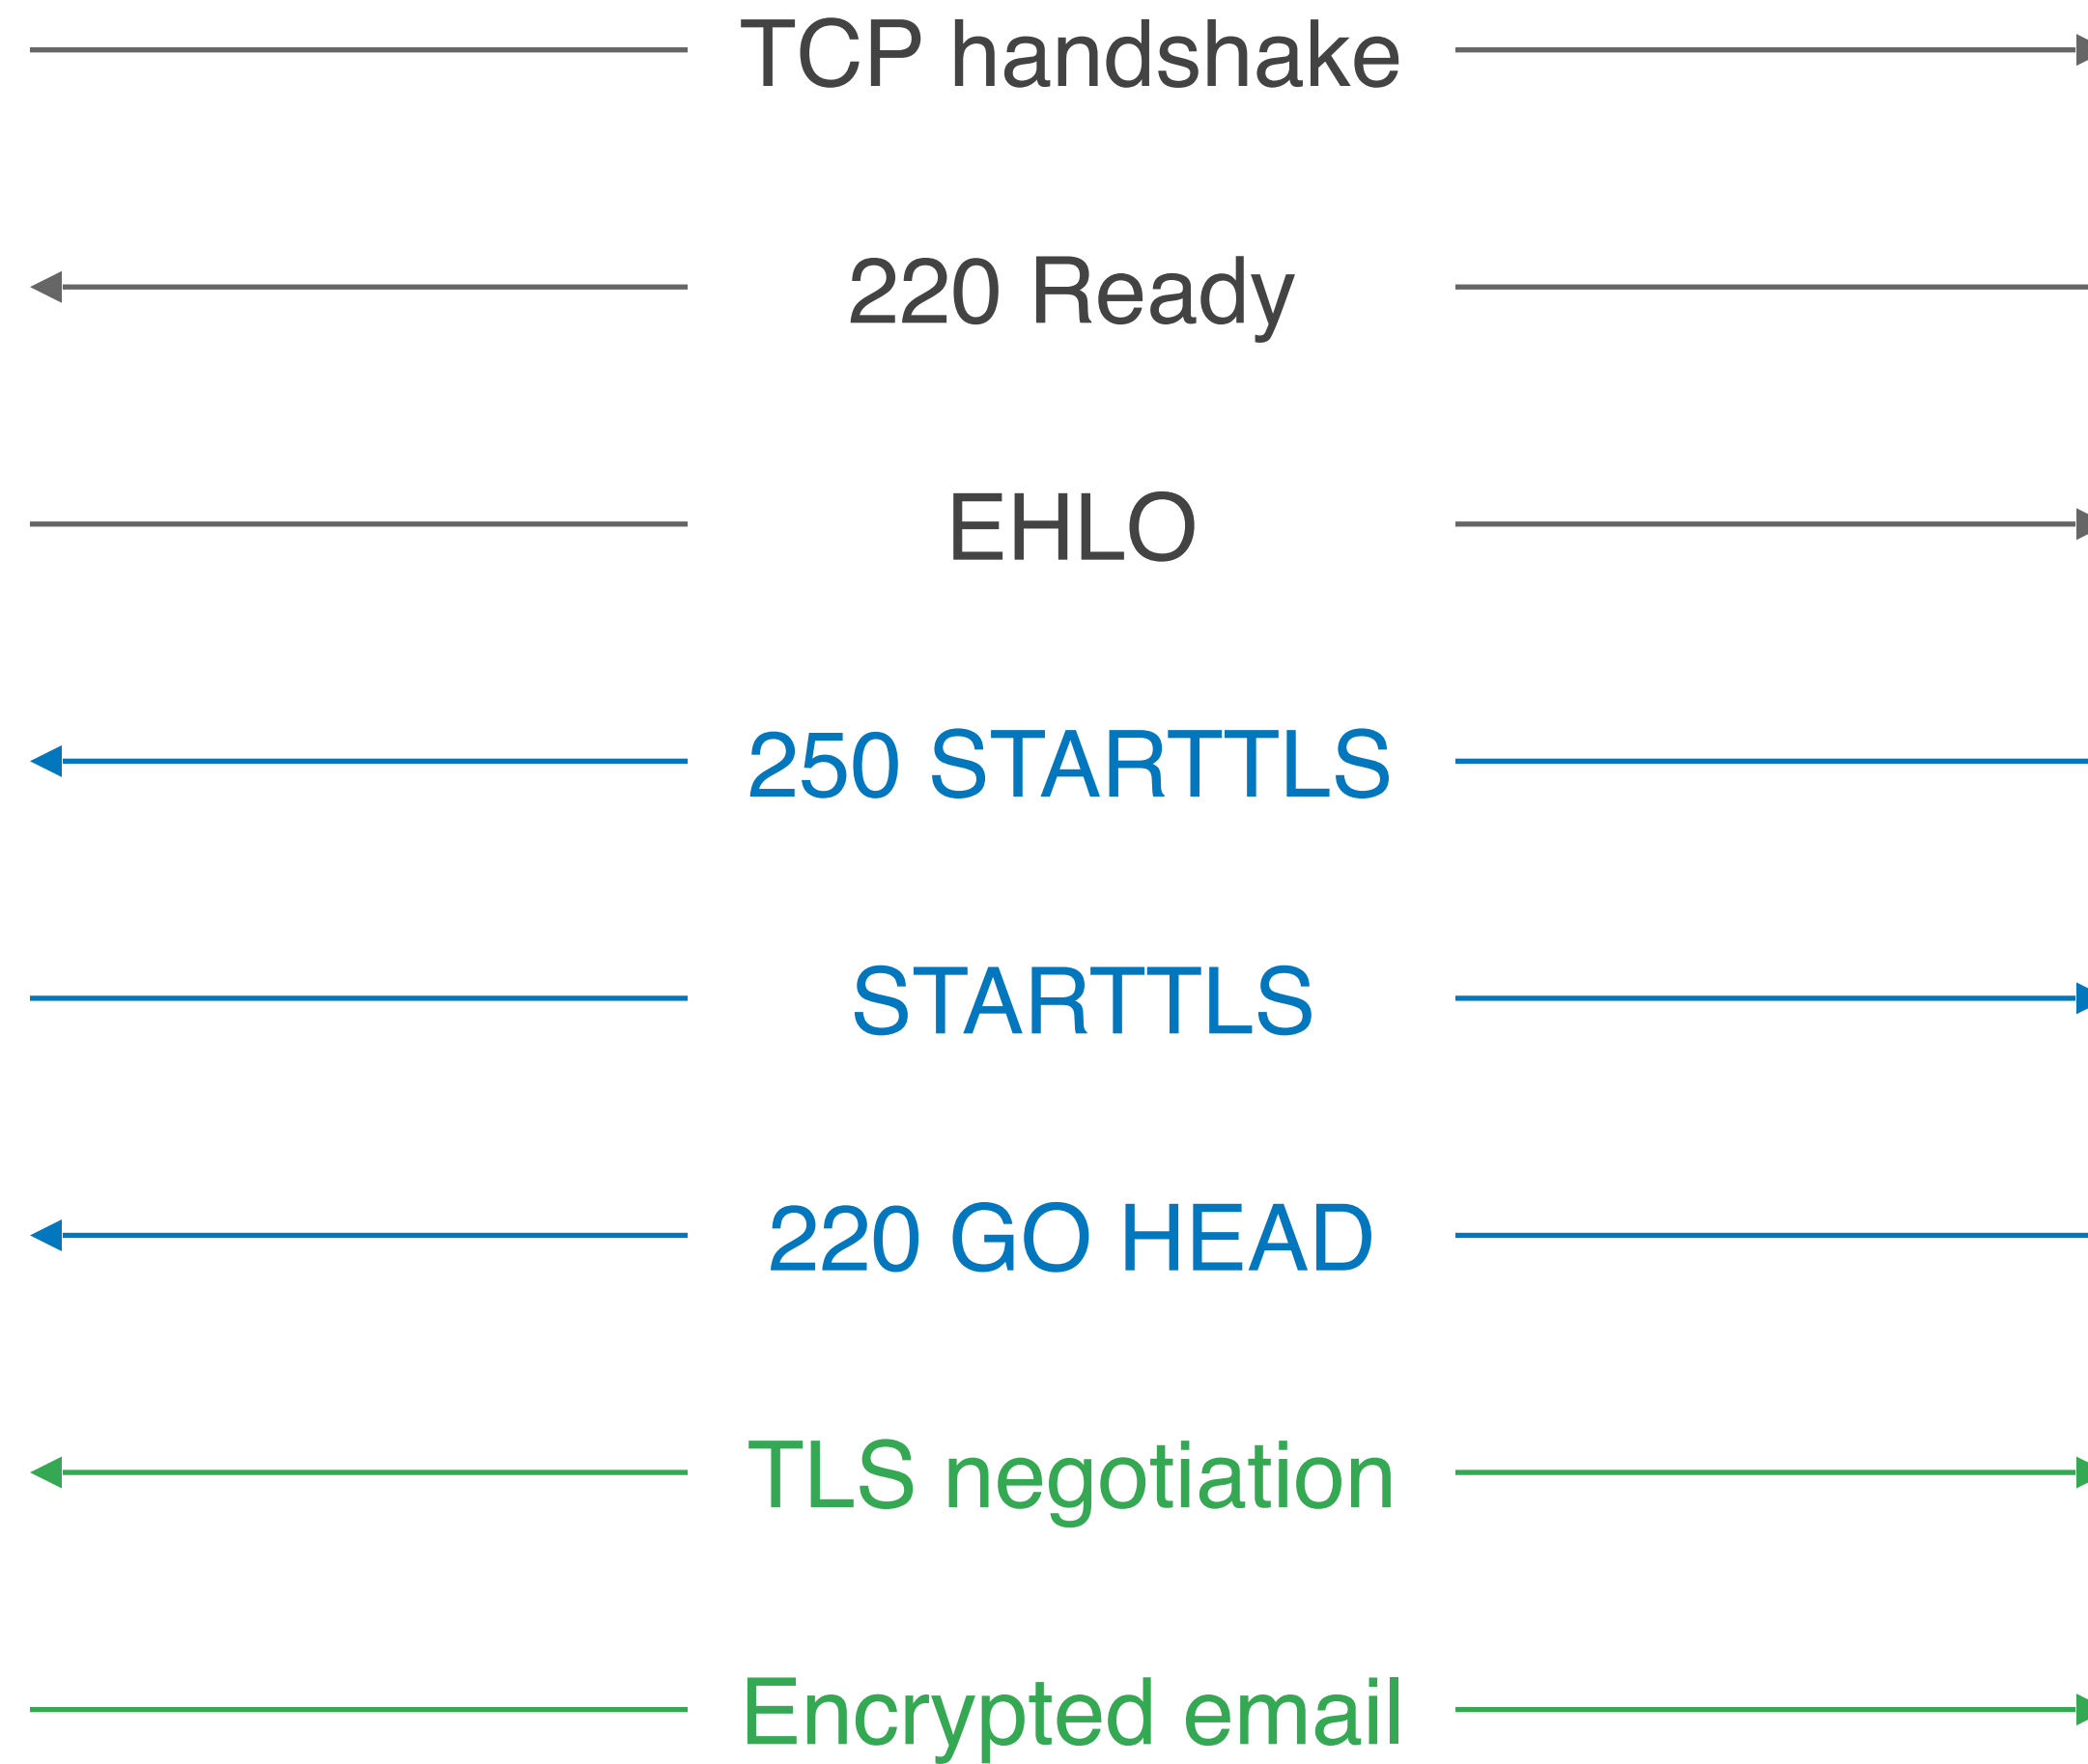 TCP handshake
220 Ready
EHLO
250 STARTTLS
STARTTLS
220 GO HEAD
TLS negotiation
Encrypted email